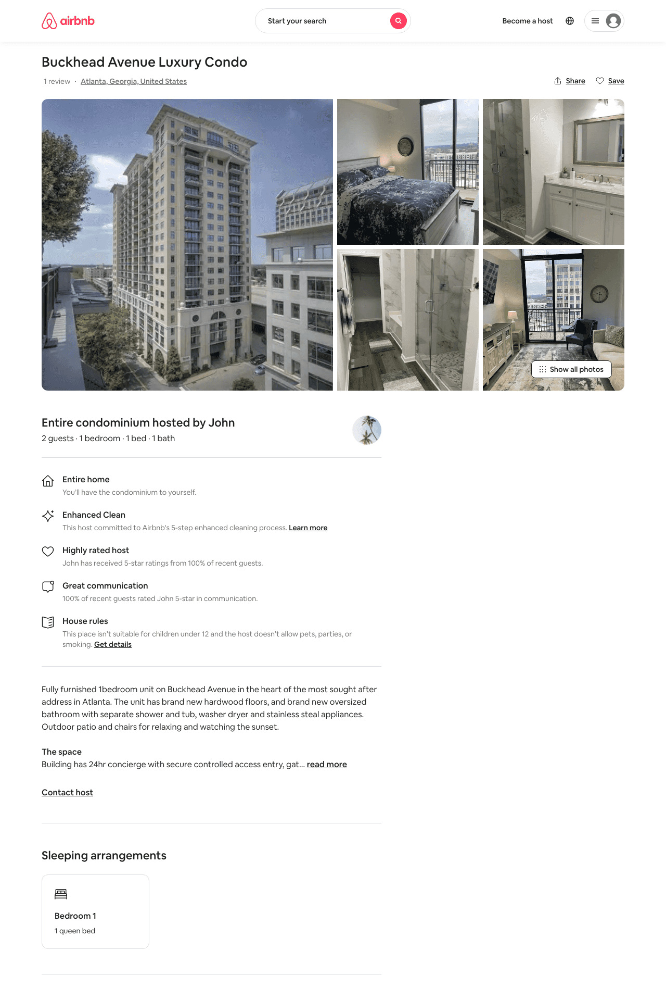 airbnb
Start your search
Become a host
Buckhead Avenue Luxury Condo
1 review · Atlanta, Georgia, United States
Share
Save
Show all photos
Entire condominium hosted by John
2 guests · 1 bedroom · 1 bed · 1 bath
Entire home
You’ll have the condominium to yourself.
Enhanced Clean
This host committed to Airbnb's 5-step enhanced cleaning process. Learn more
Highly rated host
John has received 5-star ratings from 100% of recent guests.
Great communication
100% of recent guests rated John 5-star in communication.
House rules
This place isn’t suitable for children under 12 and the host doesn’t allow pets, parties, or
smoking. Get details
Fully furnished 1bedroom unit on Buckhead Avenue in the heart of the most sought after
address in Atlanta. The unit has brand new hardwood floors, and brand new oversized
bathroom with separate shower and tub, washer dryer and stainless steal appliances.
Outdoor patio and chairs for relaxing and watching the sunset.
The space
Building has 24hr concierge with secure controlled access entry, gat... read more
Contact host
Sleeping arrangements
Bedroom 1
1 queen bed